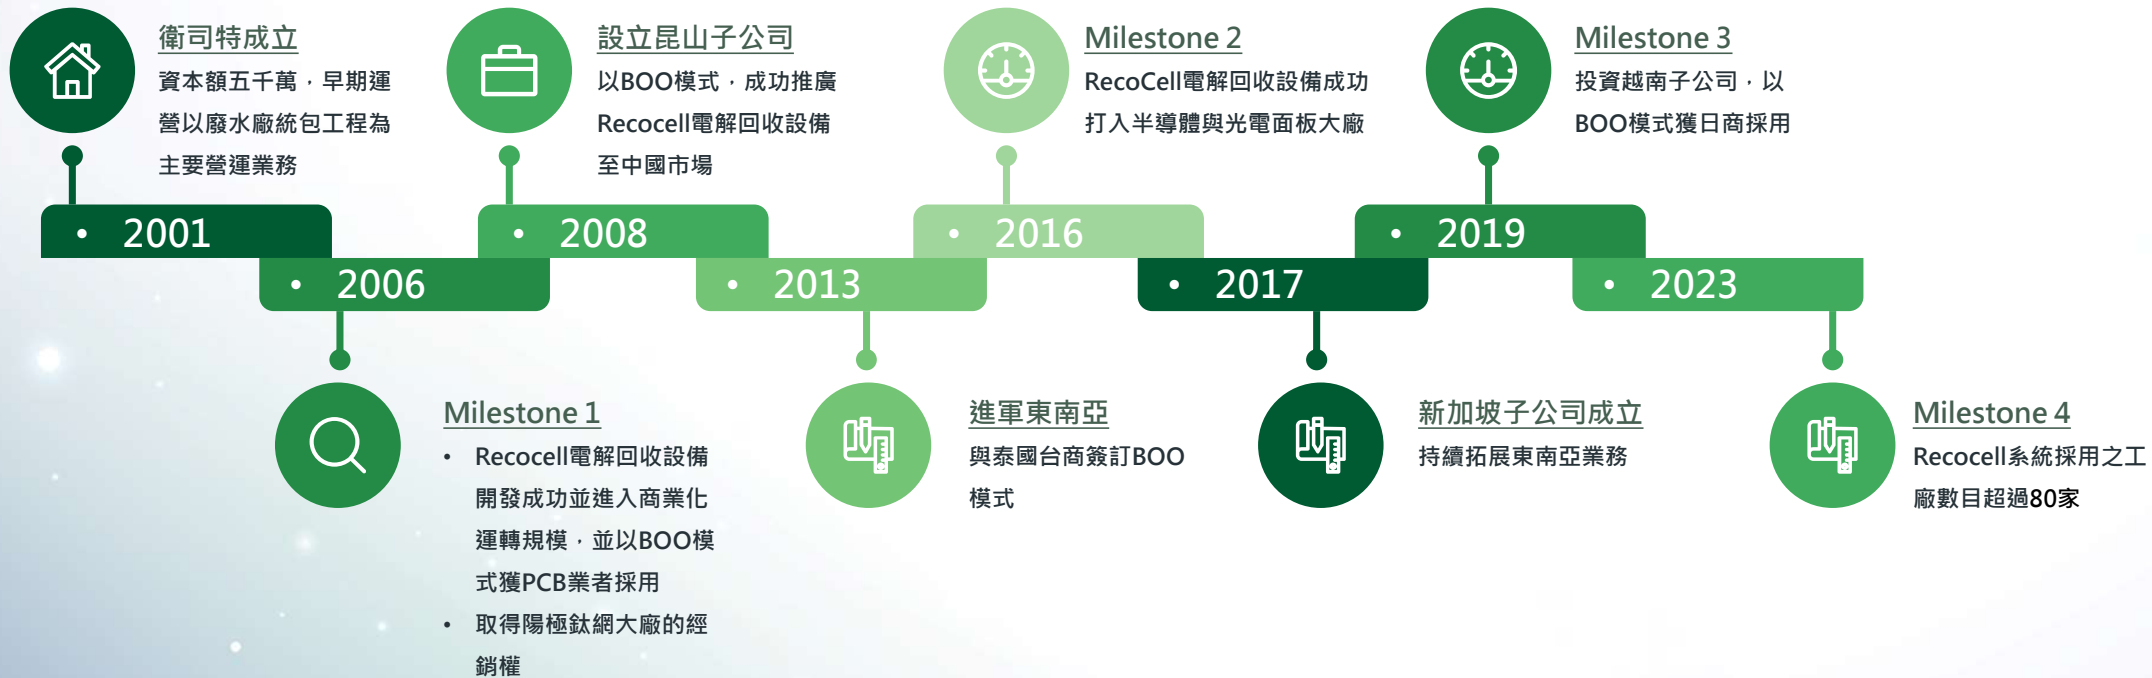 衛司特成立
資本額五千萬，早期運
營以廢水廠統包工程為
主要營運業務
設立昆山子公司
以BOO模式，成功推廣
Recocell電解回收設備
至中國市場
Milestone 2
RecoCell電解回收設備成功
打入半導體與光電面板大廠
Milestone 3
投資越南子公司，以
BOO模式獲日商採用
• 2001
• 2008
• 2016
• 2019
• 2006
• 2013
• 2017
• 2023
Milestone 1
• Recocell電解回收設備
開發成功並進入商業化
運轉規模，並以BOO模
式獲PCB業者採用
• 取得陽極鈦網大廠的經
銷權
進軍東南亞
與泰國台商簽訂BOO
模式
新加坡子公司成立
持續拓展東南亞業務
Milestone 4
Recocell系統採用之工
廠數目超過80家